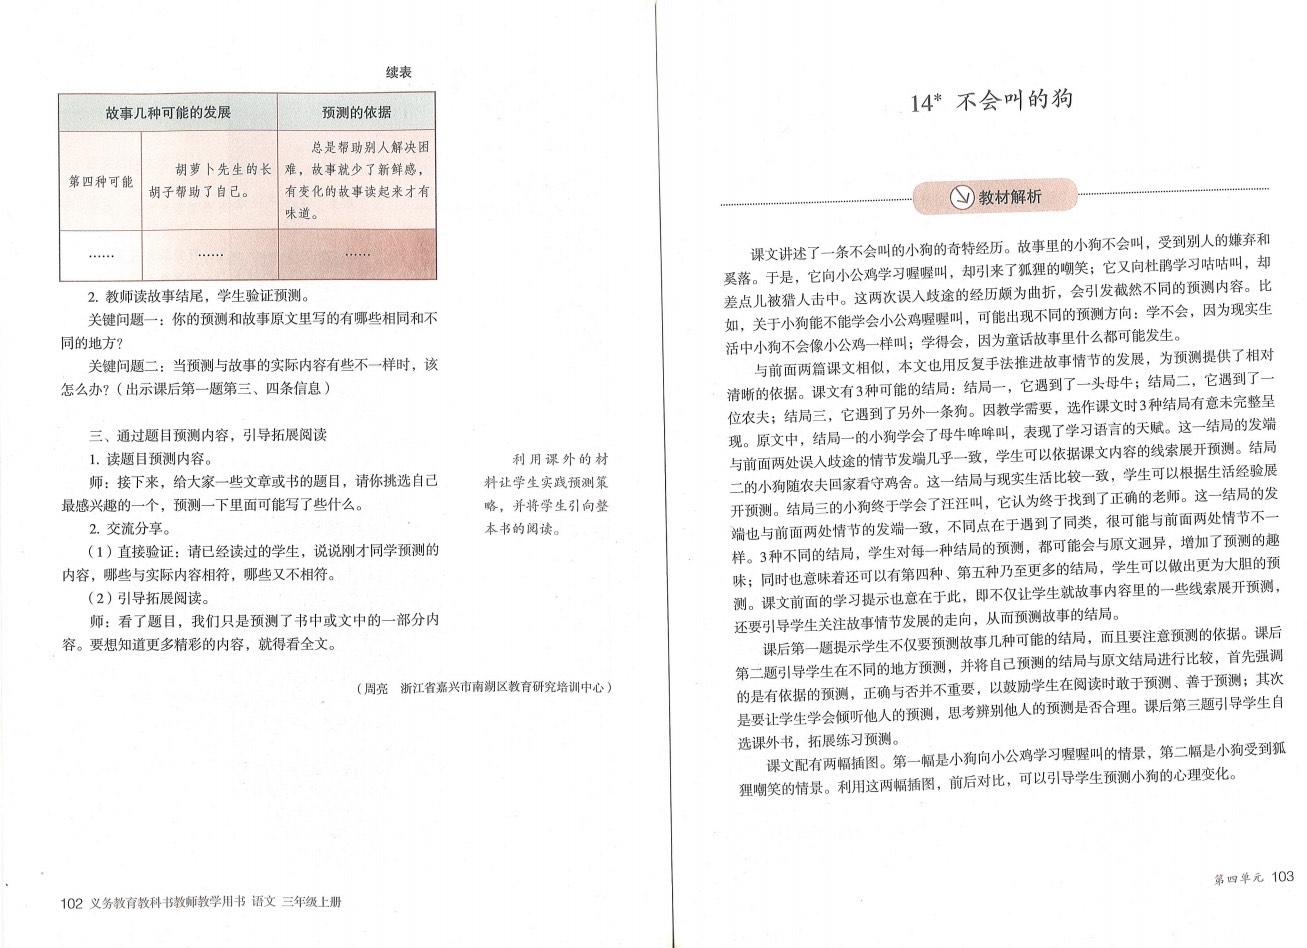 续表
故事几种可能的发展 预测的依据
第四种可能
胡萝卜先生的长
胡子帮助了自己。
总是帮助别人解决困
难，故事就少了新鲜感，
有变化的故事读起来才有
味道。
…… …… ……
2. 教师读故事结尾，学生验证预测。
关键问题一：你的预测和故事原文里写的有哪些相同和不
同的地方？
关键问题二：当预测与故事的实际内容有些不一样时，该
怎么办？（出示课后第一题第三、四条信息）
三、通过题目预测内容，引导拓展阅读
1. 读题目预测内容。
师：接下来，给大家一些文章或书的题目，请你挑选自己
最感兴趣的一个，预测一下里面可能写了些什么。
2. 交流分享。
（1）直接验证：请已经读过的学生，说说刚才同学预测的
内容，哪些与实际内容相符，哪些又不相符。
（2）引导拓展阅读。
师：看了题目，我们只是预测了书中或文中的一部分内
容。要想知道更多精彩的内容，就得看全文。
利用课外的材
料让学生实践预测策
略，并将学生引向整
本书的阅读。
（周亮 浙江省嘉兴市南湖区教育研究培训中心）
102 义务教育教科书教师教学用书 语文 三年级上册
14* 不会叫的狗
教材解析
课文讲述了一条不会叫的小狗的奇特经历。故事里的小狗不会叫，受到别人的嫌弃和
奚落。于是，它向小公鸡学习喔喔叫，却引来了狐狸的嘲笑；它又向杜鹃学习咕咕叫，却
差点儿被猎人击中。这两次误入歧途的经历颇为曲折，会引发截然不同的预测内容。比
如，关于小狗能不能学会小公鸡喔喔叫，可能出现不同的预测方向：学不会，因为现实生
活中小狗不会像小公鸡一样叫；学得会，因为童话故事里什么都可能发生。
与前面两篇课文相似，本文也用反复手法推进故事情节的发展，为预测提供了相对
清晰的依据。课文有3种可能的结局：结局一，它遇到了一头母牛；结局二，它遇到了一
位农夫；结局三，它遇到了另外一条狗。因教学需要，选作课文时3种结局有意未完整呈
现。原文中，结局一的小狗学会了母牛哞哞叫，表现了学习语言的天赋。这一结局的发端
与前面两处误入歧途的情节发端几乎一致，学生可以依据课文内容的线索展开预测。结局
二的小狗随农夫回家看守鸡舍。这一结局与现实生活比较一致，学生可以根据生活经验展
开预测。结局三的小狗终于学会了汪汪叫，它认为终于找到了正确的老师。这一结局的发
端也与前面两处情节的发端一致，不同点在于遇到了同类，很可能与前面两处情节不一
样。3种不同的结局，学生对每一种结局的预测，都可能会与原文迥异，增加了预测的趣
味；同时也意味着还可以有第四种、第五种乃至更多的结局，学生可以做出更为大胆的预
测。课文前面的学习提示也意在于此，即不仅让学生就故事内容里的一些线索展开预测，
还要引导学生关注故事情节发展的走向，从而预测故事的结局。
课后第一题提示学生不仅要预测故事几种可能的结局，而且要注意预测的依据。课后
第二题引导学生在不同的地方预测，并将自己预测的结局与原文结局进行比较，首先强调
的是有依据的预测，正确与否并不重要，以鼓励学生在阅读时敢于预测、善于预测；其次
是要让学生学会倾听他人的预测，思考辨别他人的预测是否合理。课后第三题引导学生自
选课外书，拓展练习预测。
课文配有两幅插图。第一幅是小狗向小公鸡学习喔喔叫的情景，第二幅是小狗受到狐
狸嘲笑的情景。利用这两幅插图，前后对比，可以引导学生预测小狗的心理变化。
第四单元 103